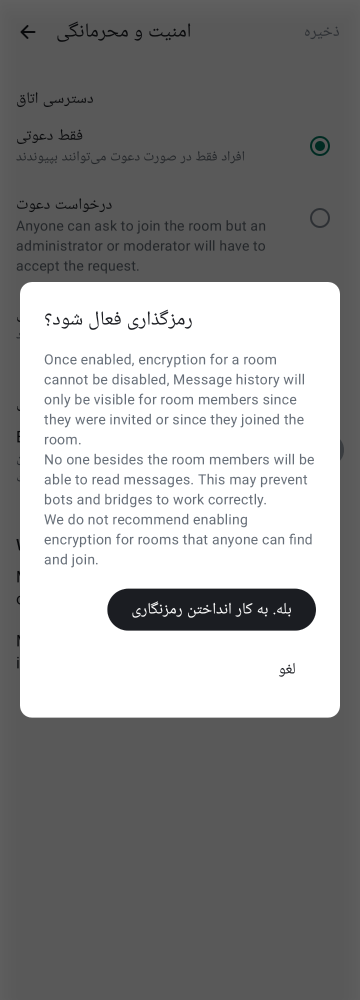 امنیت و محرمانگی
ذخیره
دسترسی اتاق
فقط دعوتی
افراد فقط در صورت دعوت می‌توانند بپیوندند
درخواست دعوت
Anyone can ask to join the room but an
administrator or moderator will have to
accept the request.
رمزگذاری فعال شود؟
Once enabled, encryption for a room
cannot be disabled, Message history will
only be visible for room members since
they were invited or since they joined the
room.
No one besides the room members will be
able to read messages. This may prevent
bots and bridges to work correctly.
We do not recommend enabling
encryption for rooms that anyone can find
and join.
بله. به کار انداختن رمزنگاری
لغو